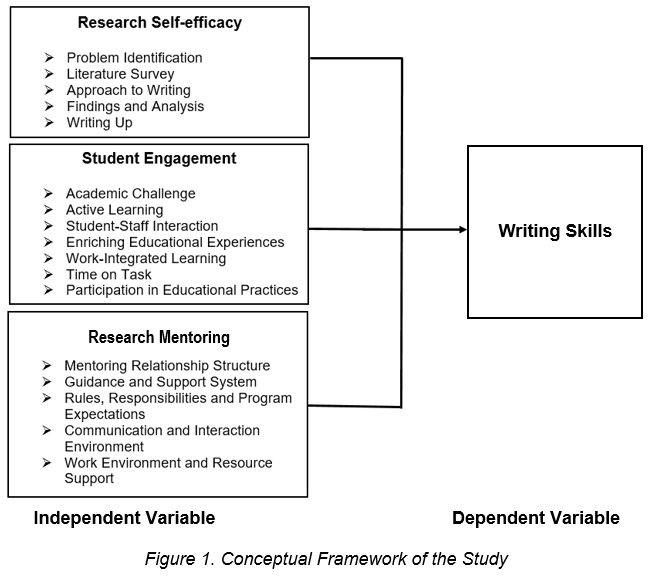 Research Self-efficacy
➢ Problem Identification
➢ Literature Survey
➢ Approach to Writing
➢ Findings and Analysis
➢ Writing Up
Student Engagement
➢ Academic Challenge
➢ Active Learning
➢ Student-Staff Interaction
➢ Enriching Educational Experiences
➢ Work-Integrated Learning
➢ Time on Task
➢ Participation in Educational Practices
Research Mentoring
➢ Mentoring Relationship Structure
➢ Guidance and Support System
➢ Rules, Responsibilities and Program
Expectations
➢ Communication and Interaction
Environment
➢ Work Environment and Resource
Support
Writing Skills
Independent Variable
Dependent Variable
Figure 1. Conceptual Framework of the Study